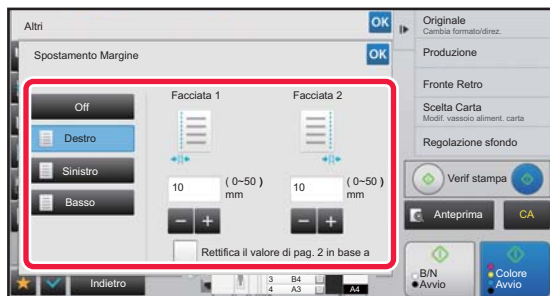 Altri
OK
Spostamento Margine
OK
Off
Destro
Sinistro
Basso
Facciata 1
10
( 0~50 )
mm
Facciata 2
10
( 0~50 )
mm
Rettifica il valore di pag. 2 in base a
Indietro
3 B4
4 A3
A4
Originale
Cambia formato/direz.
Produzione
Fronte Retro
Scelta Carta
Modif. vassoio aliment. carta
Regolazione sfondo
Verif stampa
Anteprima
CA
B/N
Avvio
Colore
Avvio